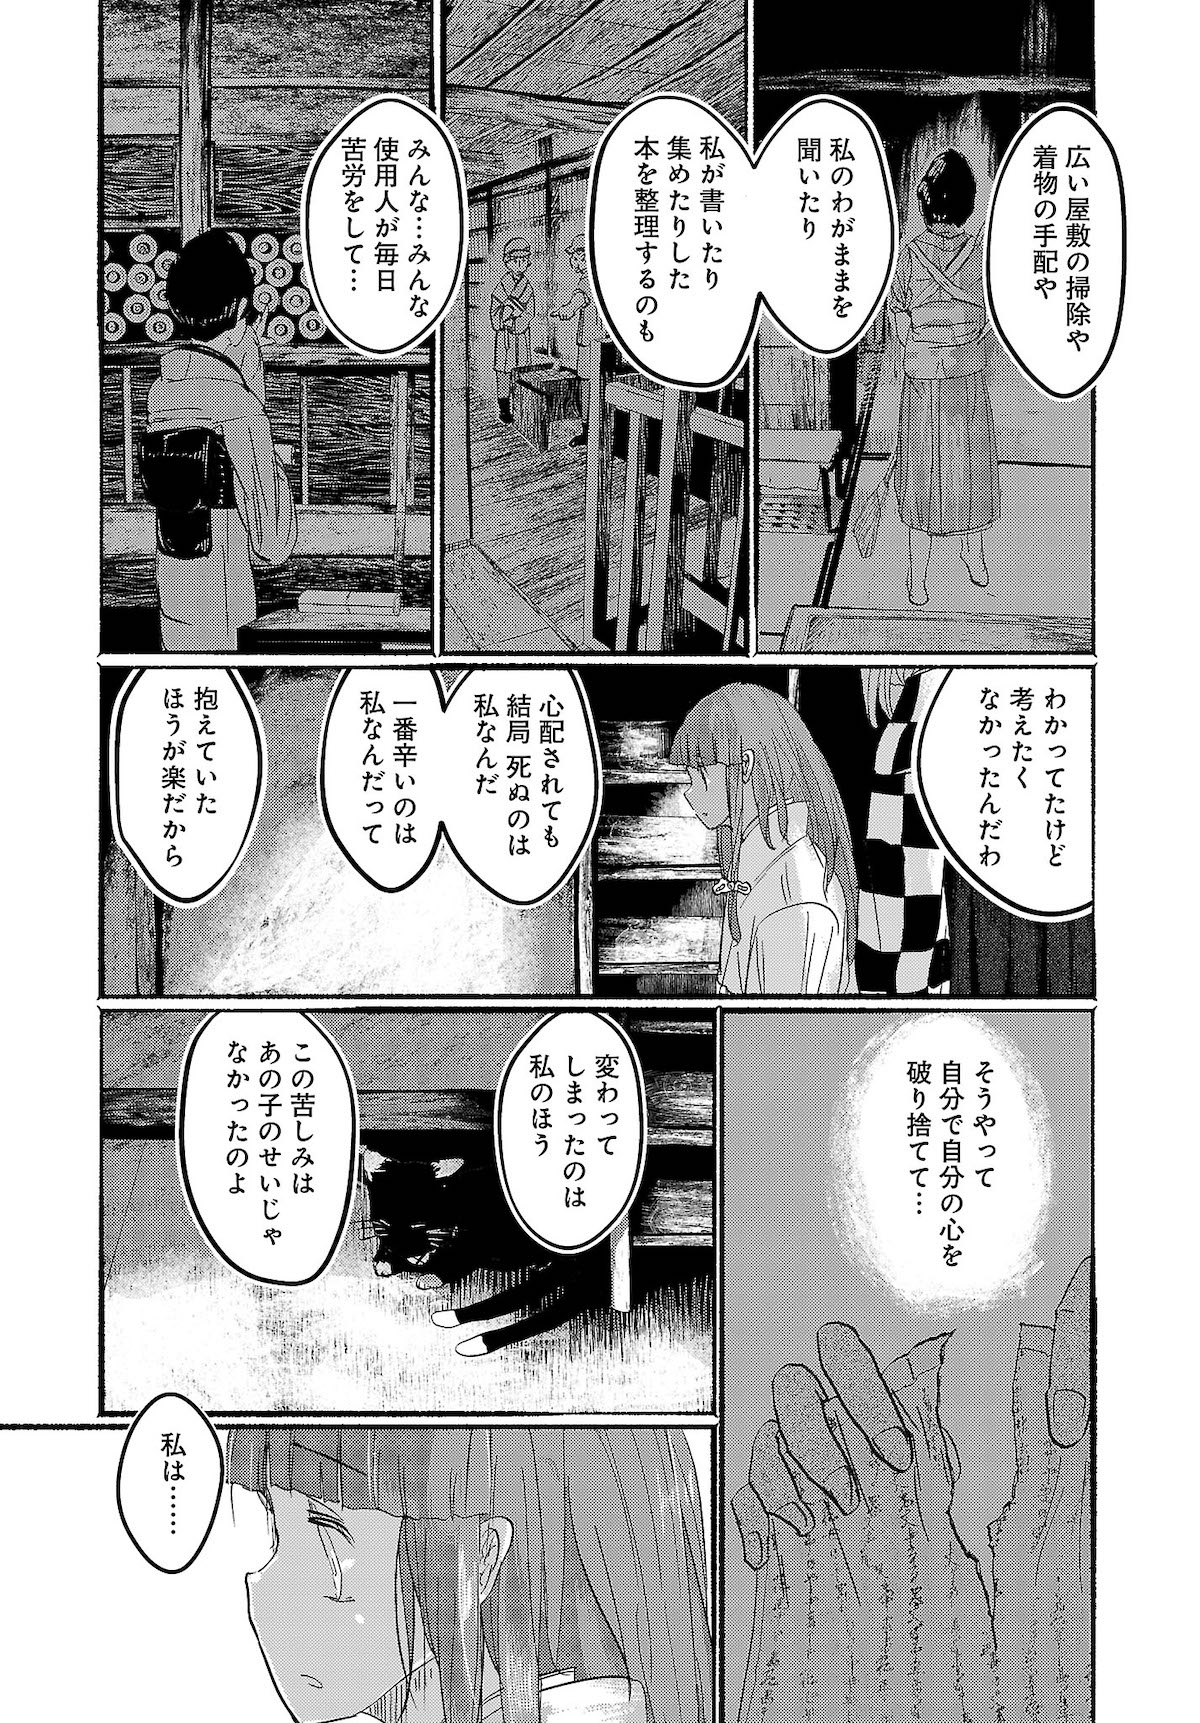 広い屋敷の掃除や
着物の手配や
私のわがままを
聞いたり
私が書いたり
集めたりした
本を整理するのも
みんな…みんな
使用人が毎日
苦労をして…
わかってたけど
考えたく
なかったんだわ
心配されても
結局 死ぬのは
私なんだ
一番辛いのは
私なんだって
抱えていた
ほうが楽だから
そうやって
自分で自分の心を
破り捨てて…
変わって
しまったのは
私のほう
この苦しみは
あの子のせいじゃ
なかったのよ
私は……